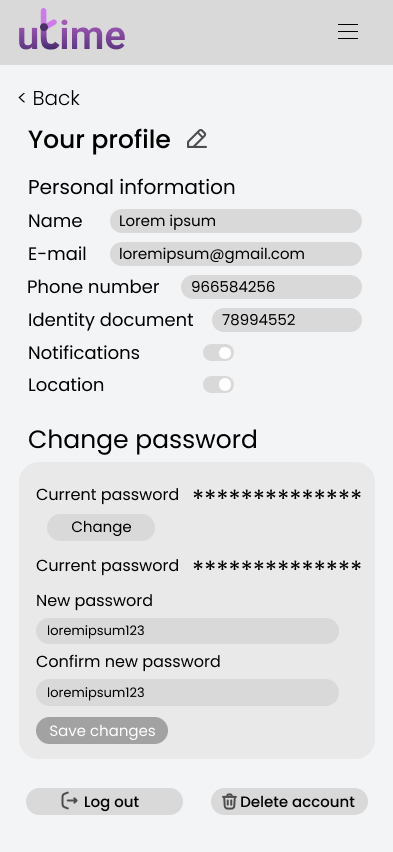 utime
< Back
Your profile
Personal information
Name Lorem ipsum
E-mail loremipsum@gmail.com
Phone number 966584256
Identity document 78994552
Notifications
Location
Change password
Current password **************
Change
Current password **************
New password
loremipsum123
Confirm new password
loremipsum123
Save changes
Log out Delete account